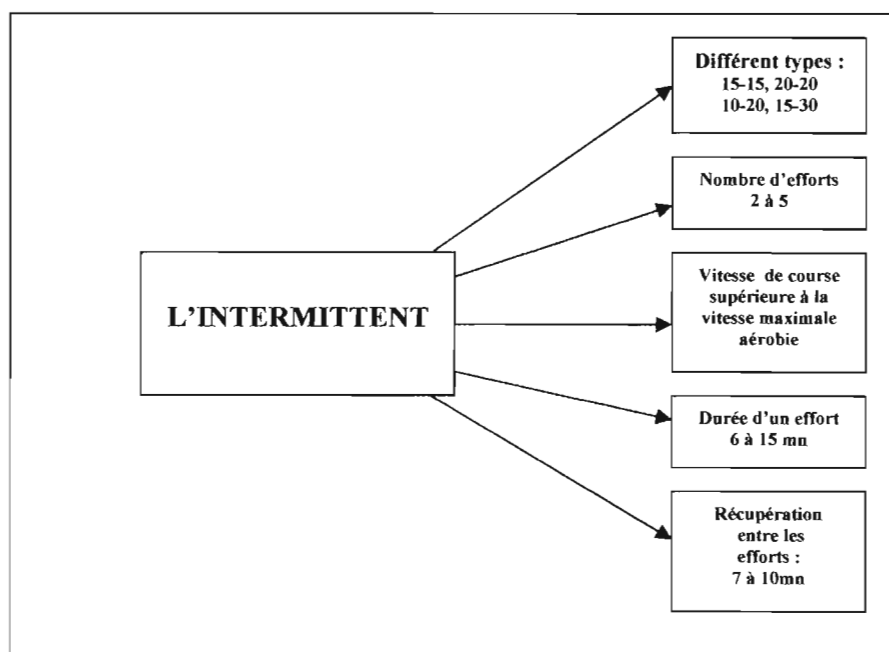 Différent types :
15-15, 20-20
10-20, 15-30
Nombre d'efforts
2 à 5
L'INTERMITTENT
Vitesse de course
supérieure à la
vitesse maximale
aérobie
Durée d'un effort
6 à 15 mn
Récupération
entre les
efforts :
7 à 10mn